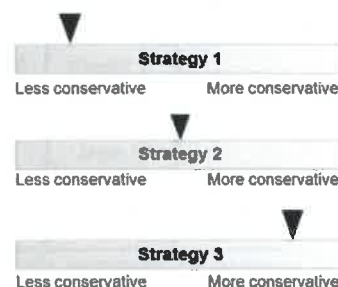 Strategy 1
Less conservative More conservative
Strategy 2
Less conservative More conservative
Strategy 3
Less conservative More conservative